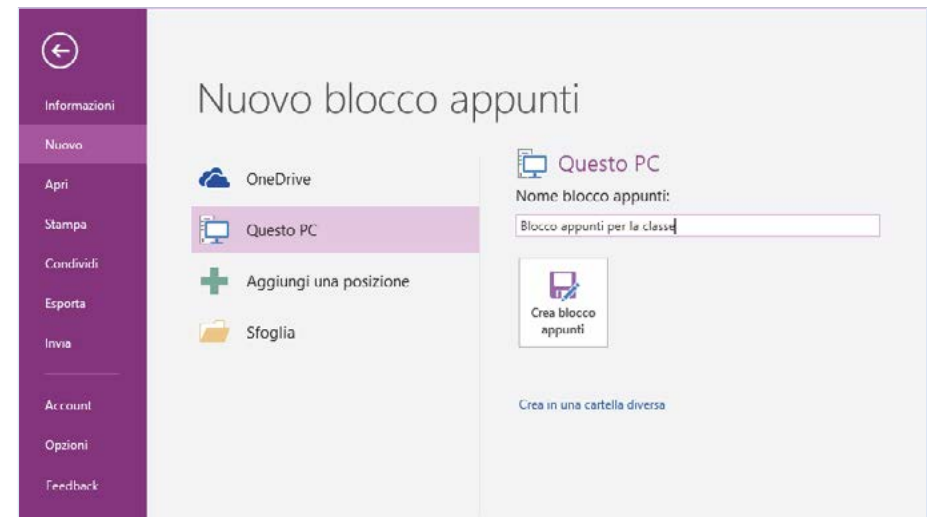 Informazioni
Nuovo
Apri
Stampa
Condividi
Esporta
Invia
Account
Opzioni
Feedback
Nuovo blocco appunti
OneDrive
Questo PC
Aggiungi una posizione
Sfoglia
Questo PC
Nome blocco appunti:
Blocco appunti per la classe
Crea blocco
appunti
Crea in una cartella diversa